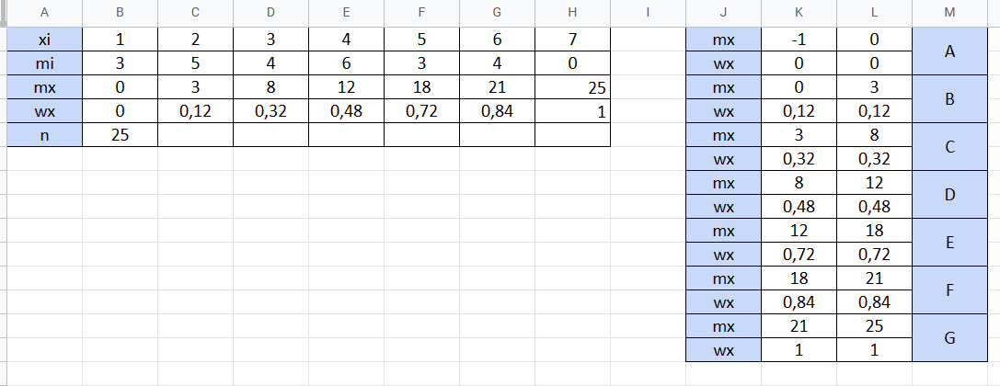 A B C D E F G H I J K L M
xi 1 2 3 4 5 6 7 mx -1 0 A
mi 3 5 4 6 3 4 0 wx 0 0
mx 0 3 8 12 18 21 25 mx 0 3 B
wx 0 0,12 0,32 0,48 0,72 0,84 1 wx 0,12 0,12
n 25 mx 3 8 C
wx 0,32 0,32
mx 8 12 D
wx 0,48 0,48
mx 12 18 E
wx 0,72 0,72
mx 18 21 F
wx 0,84 0,84
mx 21 25 G
wx 1 1